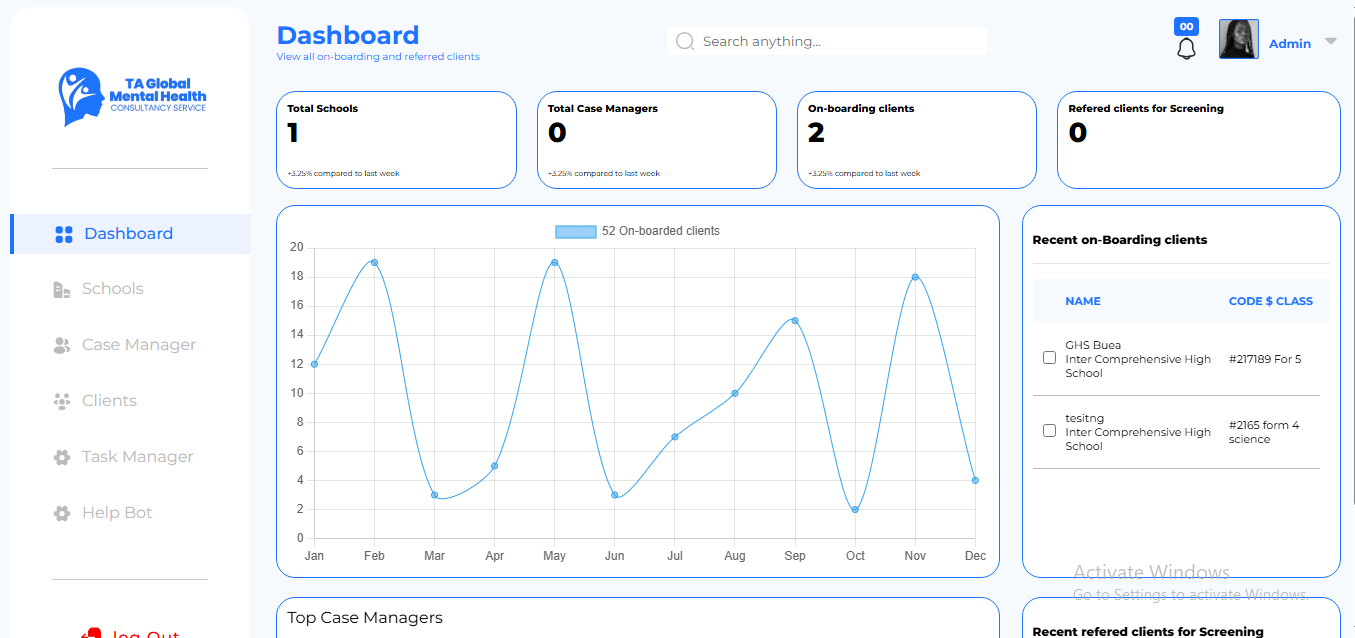 TA Global
Mental Health
CONSULTANCY SERVICE
Dashboard
Schools
Case Manager
Clients
Task Manager
Help Bot
log Out
Dashboard
View all on-boarding and referred clients
Search anything...
00
Admin
Total Schools
1
+3.25% compared to last week
Total Case Managers
0
+3.25% compared to last week
On-boarding clients
2
+3.25% compared to last week
Refered clients for Screening
0
52 On-boarded clients
20
18
16
14
12
10
8
6
4
2
0
Jan Feb Mar Apr May Jun Jul Aug Sep Oct Nov Dec
Recent on-Boarding clients
NAME CODE $ CLASS
GHS Buea
Inter Comprehensive High
School
#217189 For 5
tesitng
Inter Comprehensive High
School
#2165 form 4
science
Activate Windows
Go to Settings to activate Windows.
Top Case Managers
Recent refered clients for Screening